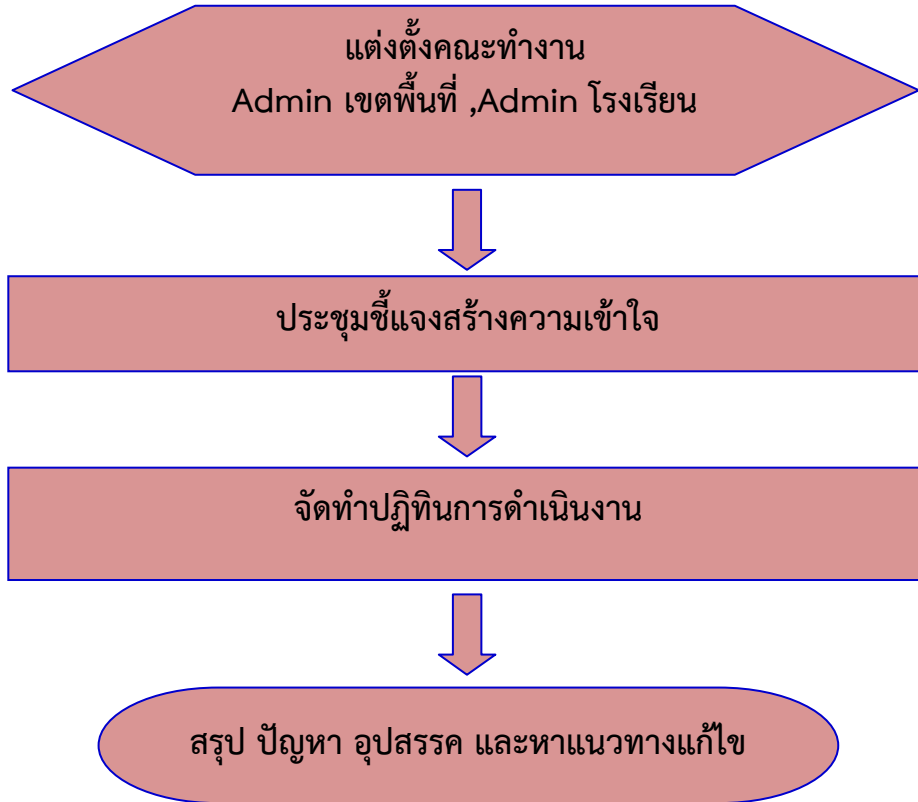 แต่งตั้งคณะทำงาน
Admin เขตพื้นที่ ,Admin โรงเรียน
ประชุมชี้แจงสร้างความเข้าใจ
จัดทำปฏิทินการดำเนินงาน
สรุป ปัญหา อุปสรรค และหาแนวทางแก้ไข